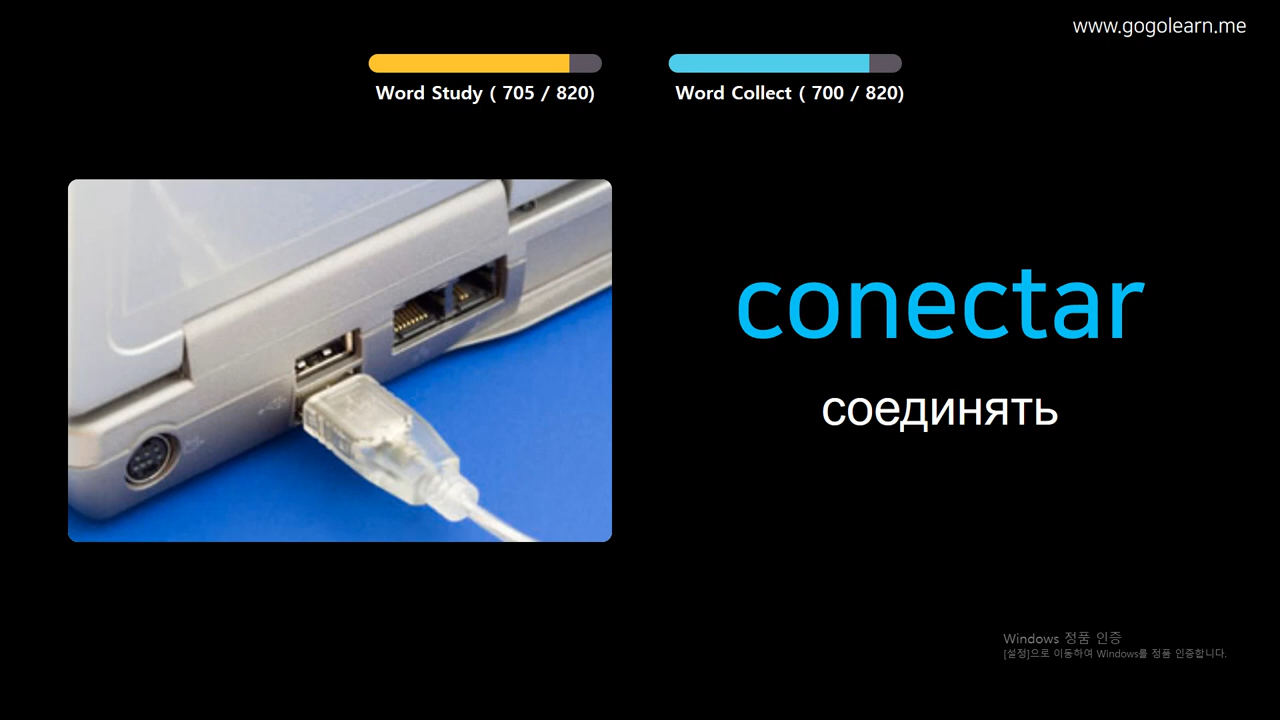 www.gogolearn.me
Word Study ( 705 / 820)
Word Collect ( 700 / 820)
conectar
соединять
Windows 정품 인증
[설정]으로 이동하여 Windows를 정품 인증합니다.